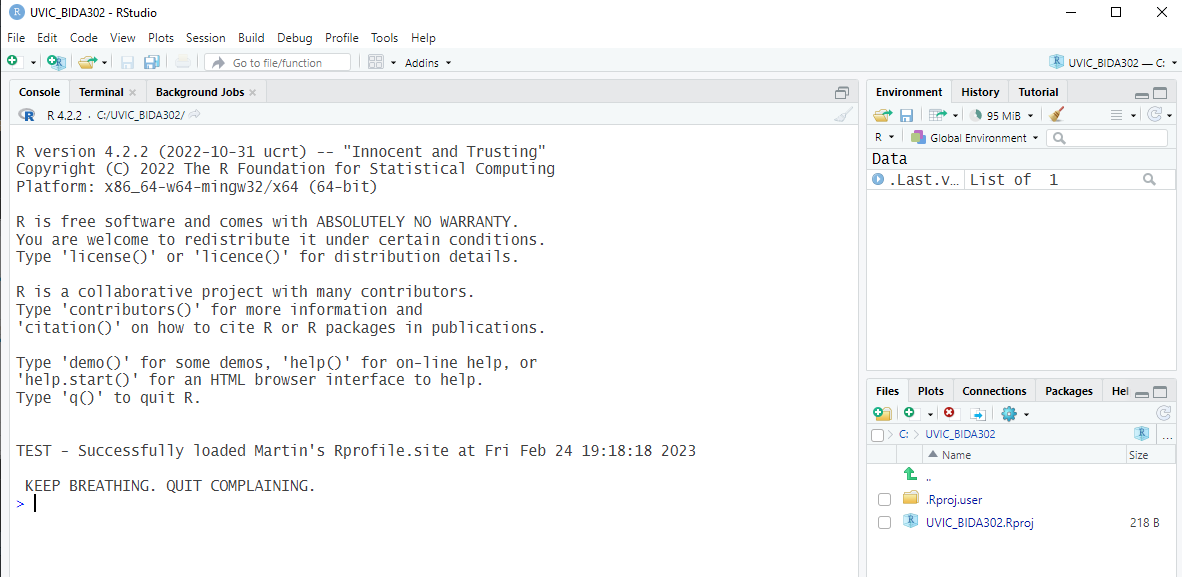 UVIC_BIDA302 - RStudio
File Edit Code View Plots Session Build Debug Profile Tools Help
Go to file/function Addins UVIC_BIDA302 — C:
Console Terminal Background Jobs
R 4.2.2 · C:/UVIC_BIDA302/
R version 4.2.2 (2022-10-31 ucrt) -- "Innocent and Trusting"
Copyright (C) 2022 The R Foundation for Statistical Computing
Platform: x86_64-w64-mingw32/x64 (64-bit)
R is free software and comes with ABSOLUTELY NO WARRANTY.
You are welcome to redistribute it under certain conditions.
Type 'license()' or 'licence()' for distribution details.
R is a collaborative project with many contributors.
Type 'contributors()' for more information and
'citation()' on how to cite R or R packages in publications.
Type 'demo()' for some demos, 'help()' for on-line help, or
'help.start()' for an HTML browser interface to help.
Type 'q()' to quit R.
TEST - Successfully loaded Martin's Rprofile.site at Fri Feb 24 19:18:18 2023
KEEP BREATHING. QUIT COMPLAINING.
>
Environment History Tutorial
95 MiB
R Global Environment
Data
.Last.v… List of 1
Files Plots Connections Packages Hel
C: UVIC_BIDA302 ...
Name Size
..
.Rproj.user
UVIC_BIDA302.Rproj 218 B